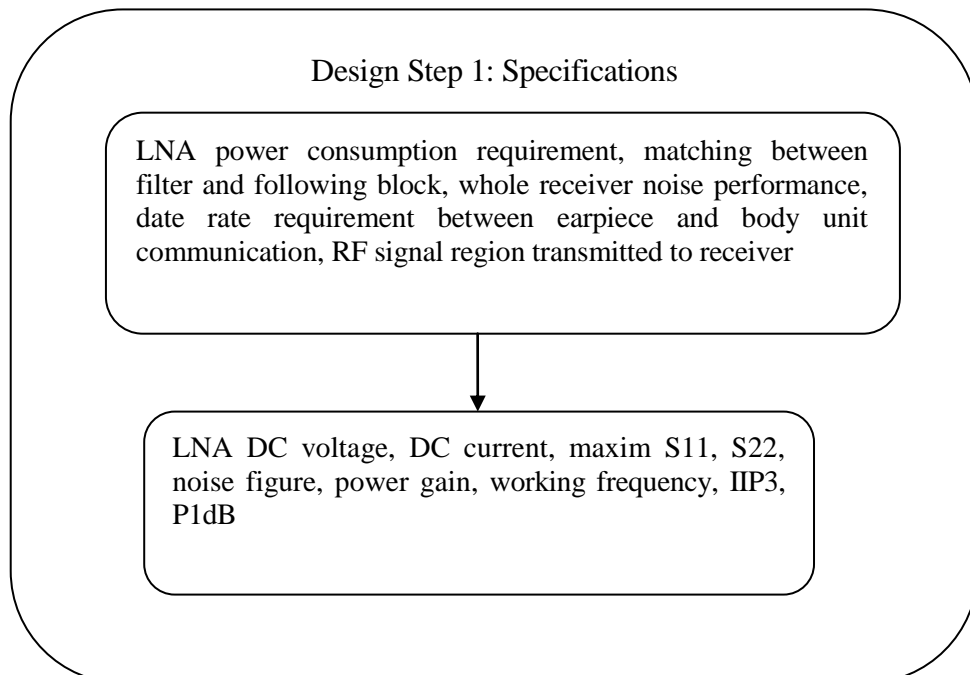 Design Step 1: Specifications
LNA power consumption requirement, matching between
filter and following block, whole receiver noise performance,
date rate requirement between earpiece and body unit
communication, RF signal region transmitted to receiver
LNA DC voltage, DC current, maxim S11, S22,
noise figure, power gain, working frequency, IIP3,
P1dB